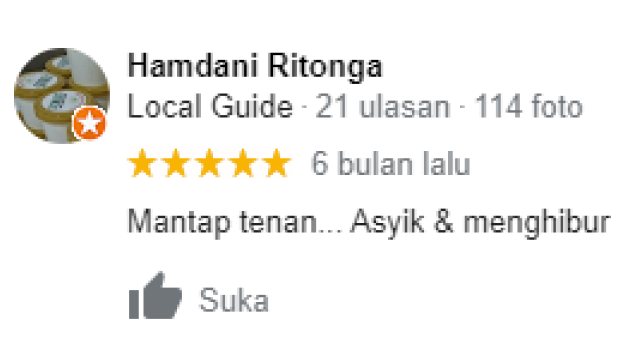 Hamdani Ritonga
Local Guide · 21 ulasan · 114 foto
6 bulan lalu
Mantap tenan... Asyik & menghibur
Suka